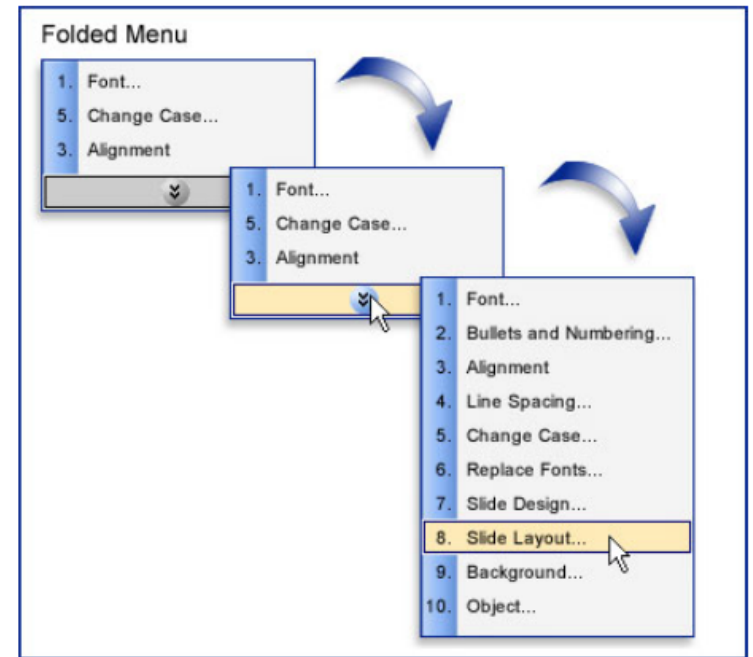 Folded Menu
1. Font...
5. Change Case...
3. Alignment
1. Font...
5. Change Case...
3. Alignment
1. Font...
2. Bullets and Numbering...
3. Alignment
4. Line Spacing...
5. Change Case...
6. Replace Fonts...
7. Slide Design...
8. Slide Layout...
9. Background...
10. Object...